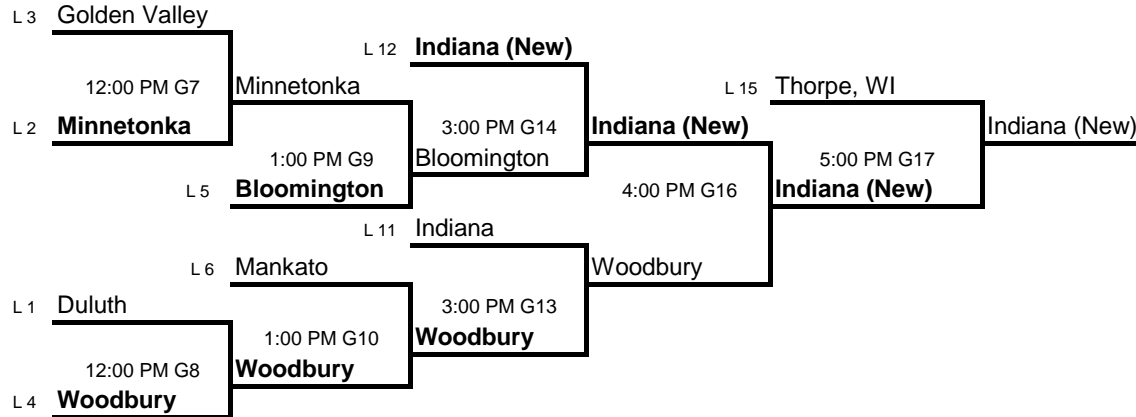 L 3 Golden Valley
L 12 Indiana (New)
12:00 PM G7 Minnetonka L 15 Thorpe, WI
L 2 Minnetonka 3:00 PM G14 Indiana (New) Indiana (New)
1:00 PM G9 Bloomington 5:00 PM G17
L 5 Bloomington 4:00 PM G16 Indiana (New)
L 11 Indiana
L 6 Mankato Woodbury
L 1 Duluth 3:00 PM G13
1:00 PM G10 Woodbury
12:00 PM G8 Woodbury
L 4 Woodbury